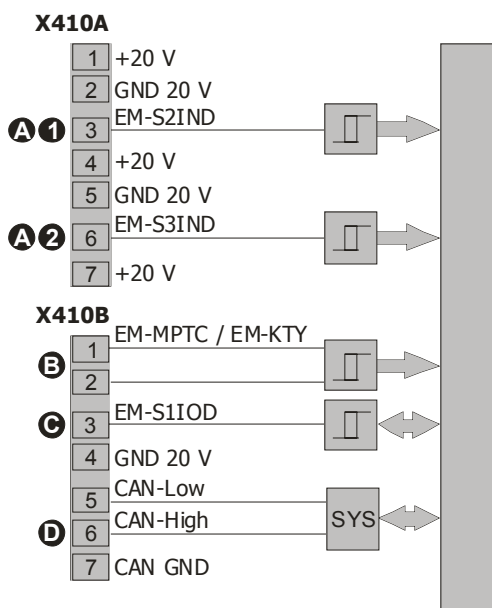 X410A
1 +20 V
2 GND 20 V
A 1 3 EM-S2IND
4 +20 V
5 GND 20 V
A 2 6 EM-S3IND
7 +20 V
X410B
B 1 EM-MPTC / EM-KTY
2
C 3 EM-S1IOD
4 GND 20 V
5 CAN-Low
D 6 CAN-High SYS
7 CAN GND